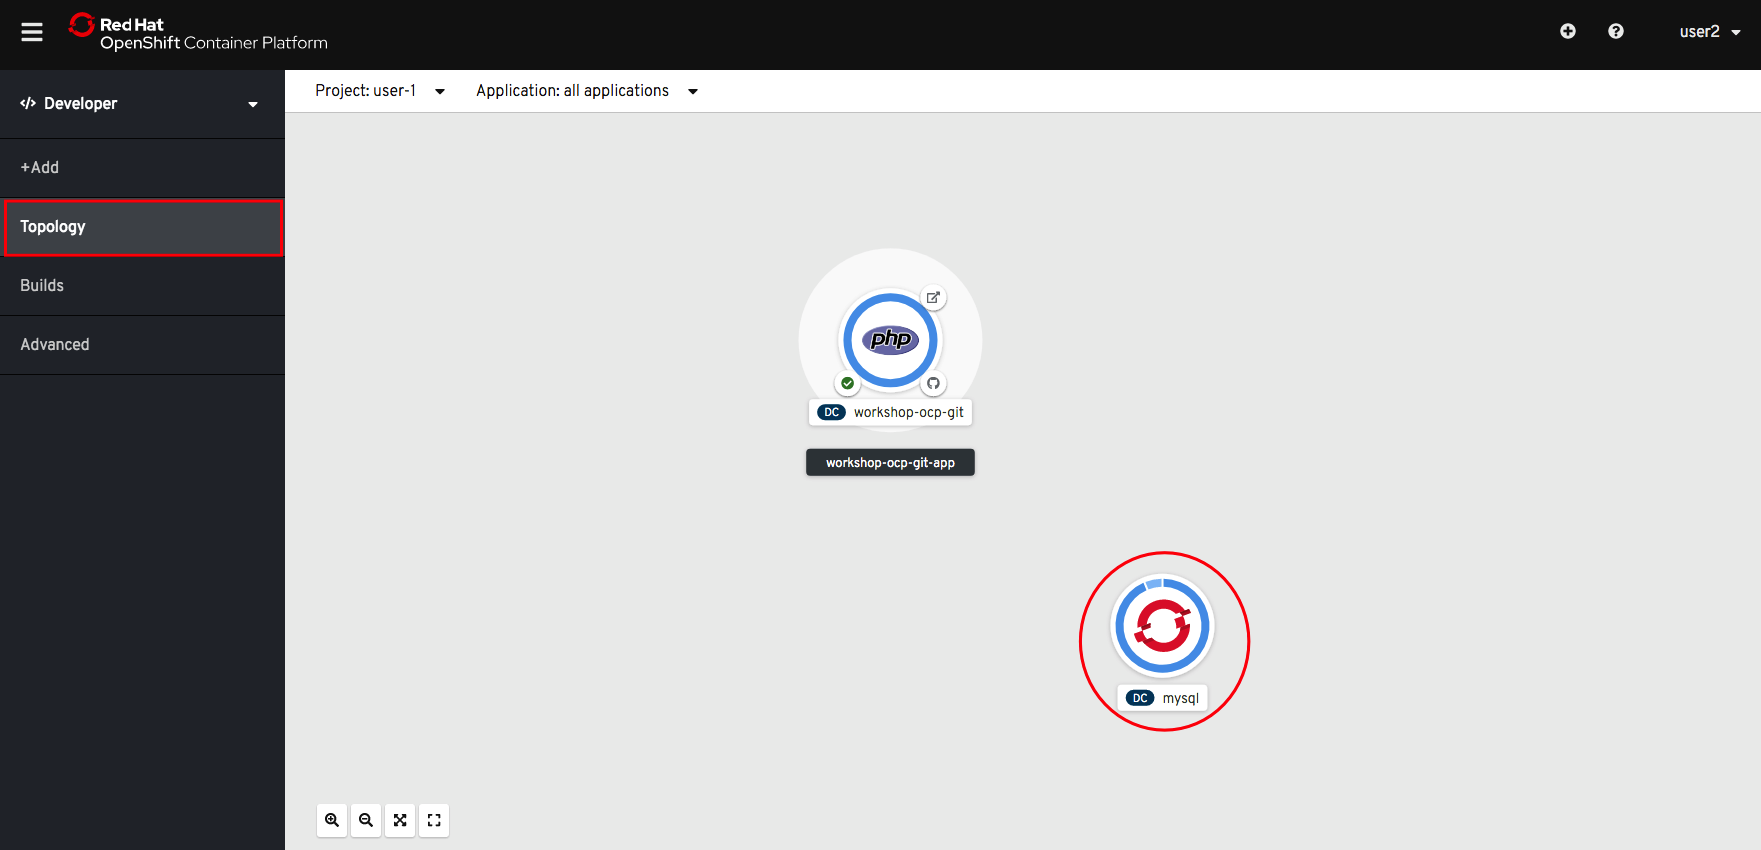 Red Hat
OpenShift Container Platform
user2
Developer
Project: user-1
Application: all applications
+Add
Topology
Builds
Advanced
php
DC workshop-ocp-git
workshop-ocp-git-app
DC mysql